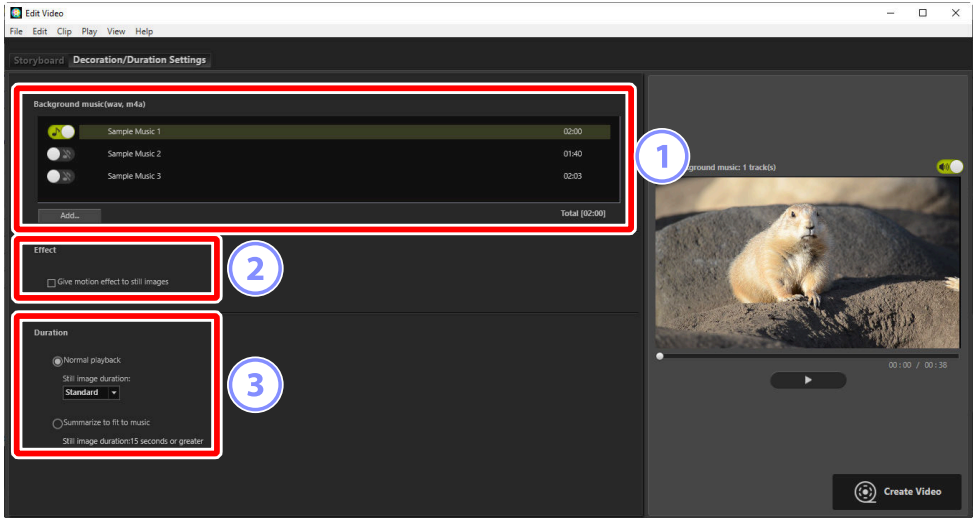 Edit Video
File Edit Clip Play View Help
Storyboard Decoration/Duration Settings
Background music(wav, m4a)
Sample Music 1 02:00
Sample Music 2 01:40
Sample Music 3 02:03
Add... Total [02:00]
1
ground music: 1 track(s)
Effect
Give motion effect to still images
2
Duration
Normal playback
Still image duration:
Standard
Summarize to fit to music
Still image duration:15 seconds or greater
3
00:00 / 00:38
Create Video